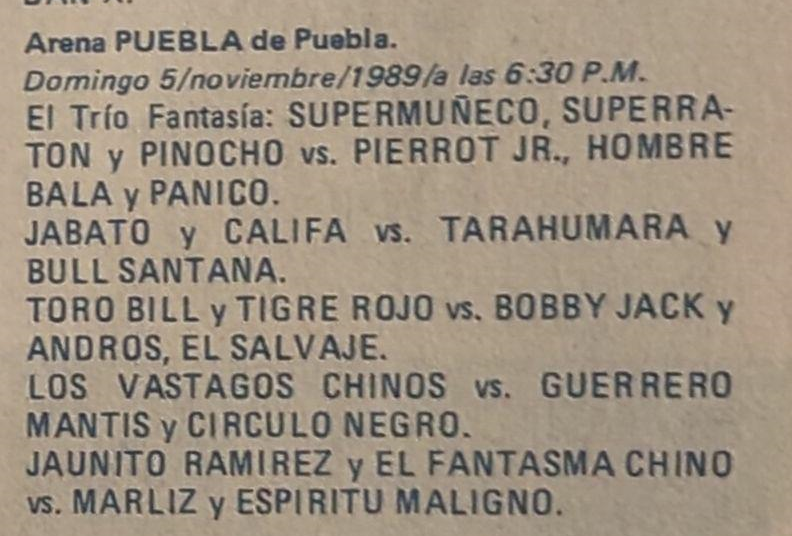 Arena PUEBLA de Puebla.
Domingo 5/noviembre/1989/a las 6:30 P.M.
El Trío Fantasía: SUPERMUÑECO, SUPERRA-
TON y PINOCHO vs. PIERROT JR., HOMBRE
BALA y PANICO.
JABATO y CALIFA vs. TARAHUMARA y
BULL SANTANA.
TORO BILL y TIGRE ROJO vs. BOBBY JACK y
ANDROS, EL SALVAJE.
LOS VASTAGOS CHINOS vs. GUERRERO
MANTIS y CIRCULO NEGRO.
JAUNITO RAMIREZ y EL FANTASMA CHINO
vs. MARLIZ y ESPIRITU MALIGNO.